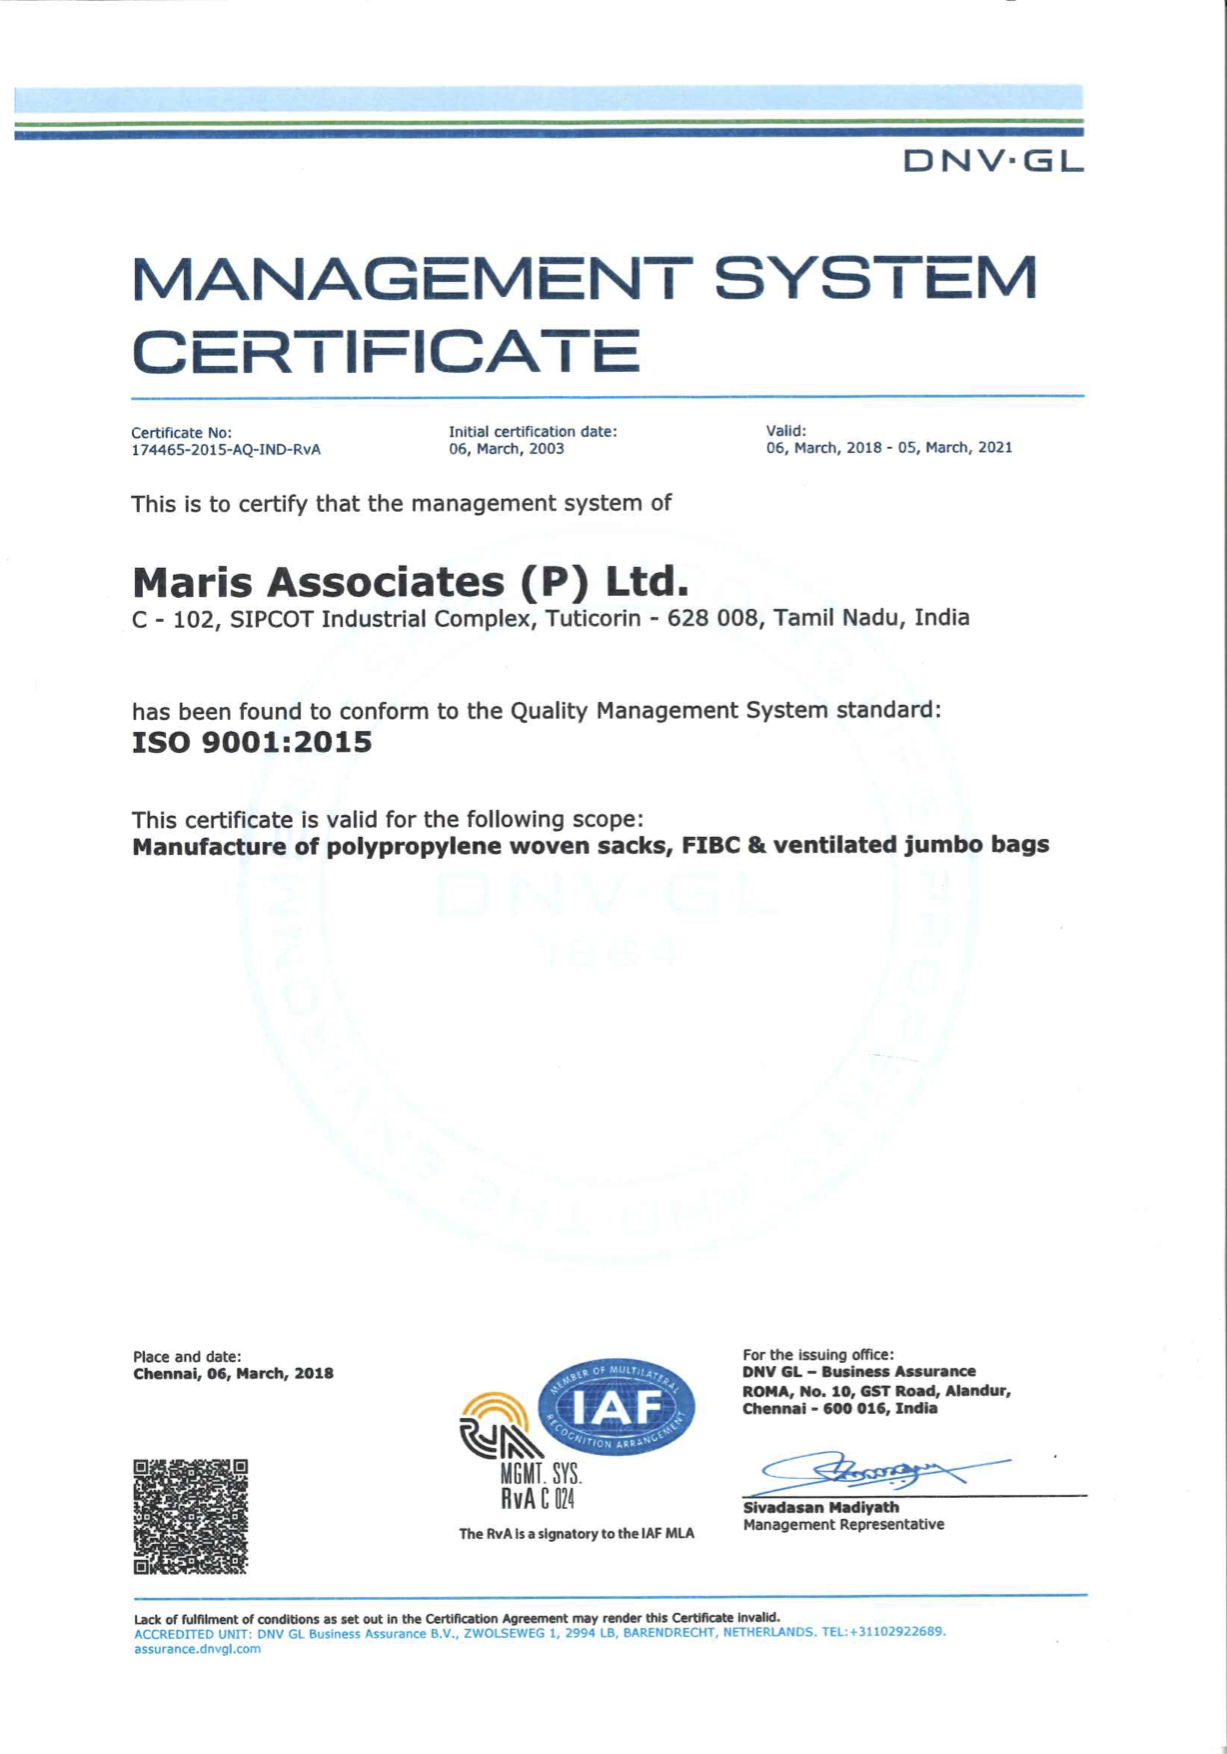 DNV·GL
MANAGEMENT SYSTEM
CERTIFICATE
Certificate No:
174465-2015-AQ-IND-RvA
Initial certification date:
06, March, 2003
Valid:
06, March, 2018 - 05, March, 2021
This is to certify that the management system of
Maris Associates (P) Ltd.
C - 102, SIPCOT Industrial Complex, Tuticorin - 628 008, Tamil Nadu, India
has been found to conform to the Quality Management System standard:
ISO 9001:2015
This certificate is valid for the following scope:
Manufacture of polypropylene woven sacks, FIBC & ventilated jumbo bags
DNV·GL
1864
PROPERTY AND THE ENVIRONMENT
Place and date:
Chennai, 06, March, 2018
MEMBER OF MULTILATERAL
IAF
RECOGNITION ARRANGEMENT
RvA
MGMT. SYS.
RvA C 024
The RvA is a signatory to the IAF MLA
For the issuing office:
DNV GL – Business Assurance
ROMA, No. 10, GST Road, Alandur,
Chennai - 600 016, India
Sivadasan Madiyath
Management Representative
Lack of fulfilment of conditions as set out in the Certification Agreement may render this Certificate invalid.
ACCREDITED UNIT: DNV GL Business Assurance B.V., ZWOLSEWEG 1, 2994 LB, BARENDRECHT, NETHERLANDS. TEL:+31102922689.
assurance.dnvgl.com